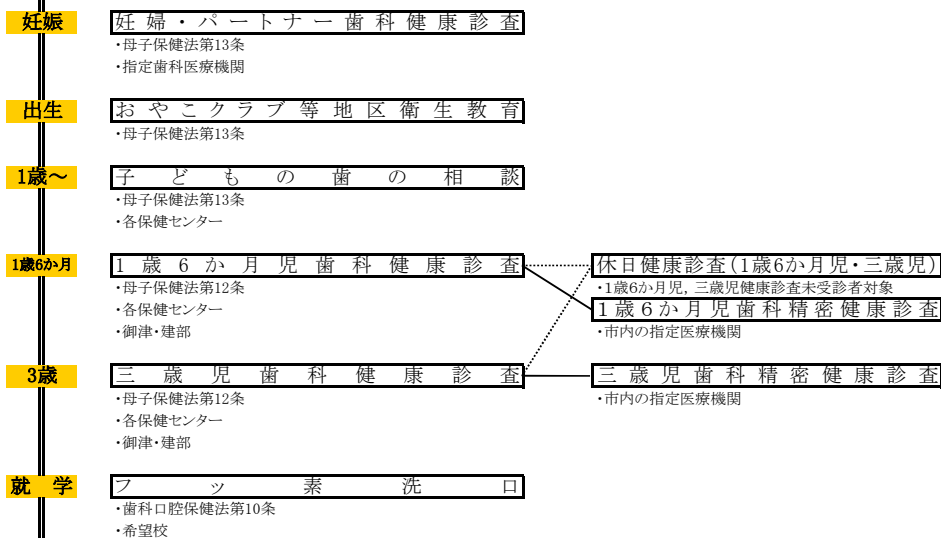 妊娠
妊婦・パートナー歯科健康診査
・母子保健法第13条
・指定歯科医療機関
出生
おやこクラブ等地区衛生教育
・母子保健法第13条
1歳～
子どもの歯の相談
・母子保健法第13条
・各保健センター
1歳6か月
1歳6か月児歯科健康診査
休日健康診査(1歳6か月児・三歳児)
・母子保健法第12条
・1歳6か月児,三歳児健康診査未受診者対象
・各保健センター
1歳6か月児歯科精密健康診査
・御津・建部
・市内の指定医療機関
3歳
三歳児歯科健康診査
三歳児歯科精密健康診査
・母子保健法第12条
・市内の指定医療機関
・各保健センター
・御津・建部
就 学
フッ素洗口
・歯科口腔保健法第10条
・希望校